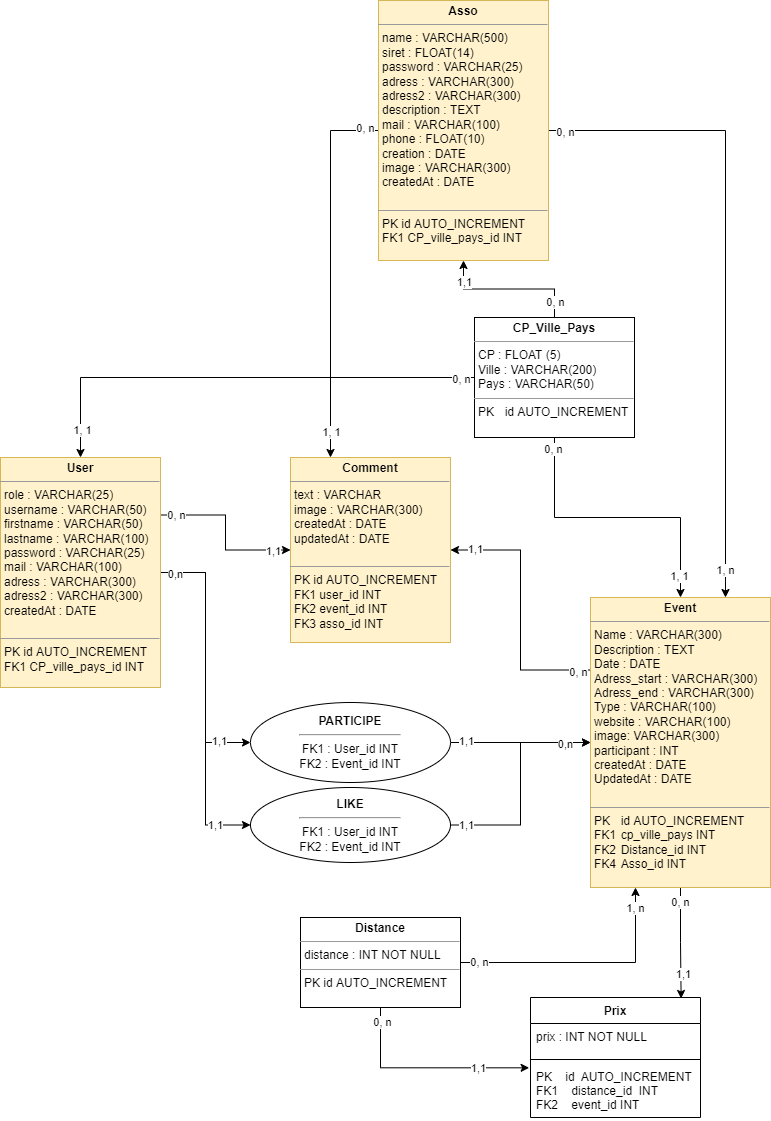 Asso
name : VARCHAR(500)
siret : FLOAT(14)
password : VARCHAR(25)
adress : VARCHAR(300)
adress2 : VARCHAR(300)
description : TEXT
mail : VARCHAR(100)
phone : FLOAT(10)
creation : DATE
image : VARCHAR(300)
createdAt : DATE
PK id AUTO_INCREMENT
FK1 CP_ville_pays_id INT
0, n
0, n
1,1
0, n
CP_Ville_Pays
CP : FLOAT (5)
Ville : VARCHAR(200)
Pays : VARCHAR(50)
PK id AUTO_INCREMENT
0, n
1, 1
1, 1
0, n
1, 1
1, n
User
role : VARCHAR(25)
username : VARCHAR(50)
firstname : VARCHAR(50)
lastname : VARCHAR(100)
password : VARCHAR(25)
mail : VARCHAR(100)
adress : VARCHAR(300)
adress2 : VARCHAR(300)
createdAt : DATE
PK id AUTO_INCREMENT
FK1 CP_ville_pays_id INT
0, n
1,1
0,n
Comment
text : VARCHAR
image : VARCHAR(300)
createdAt : DATE
updatedAt : DATE
PK id AUTO_INCREMENT
FK1 user_id INT
FK2 event_id INT
FK3 asso_id INT
1,1
0, n
Event
Name : VARCHAR(300)
Description : TEXT
Date : DATE
Adress_start : VARCHAR(300)
Adress_end : VARCHAR(300)
Type : VARCHAR(100)
website : VARCHAR(100)
image: VARCHAR(300)
participant : INT
createdAt : DATE
UpdatedAt : DATE
PK id AUTO_INCREMENT
FK1 cp_ville_pays INT
FK2 Distance_id INT
FK4 Asso_id INT
PARTICIPE
FK1 : User_id INT
FK2 : Event_id INT
1,1
1,1
0,n
LIKE
FK1 : User_id INT
FK2 : Event_id INT
1,1
1,1
1, n
0, n
Distance
distance : INT NOT NULL
PK id AUTO_INCREMENT
0, n
0, n
1,1
1,1
Prix
prix : INT NOT NULL
PK id AUTO_INCREMENT
FK1 distance_id INT
FK2 event_id INT